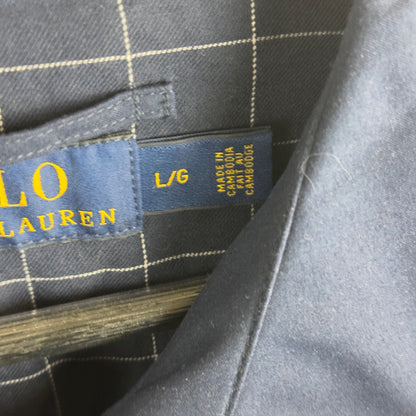 LO
LAUREN
L/G
MADE IN
CAMBODIA
FAIT AU
CAMBODGE